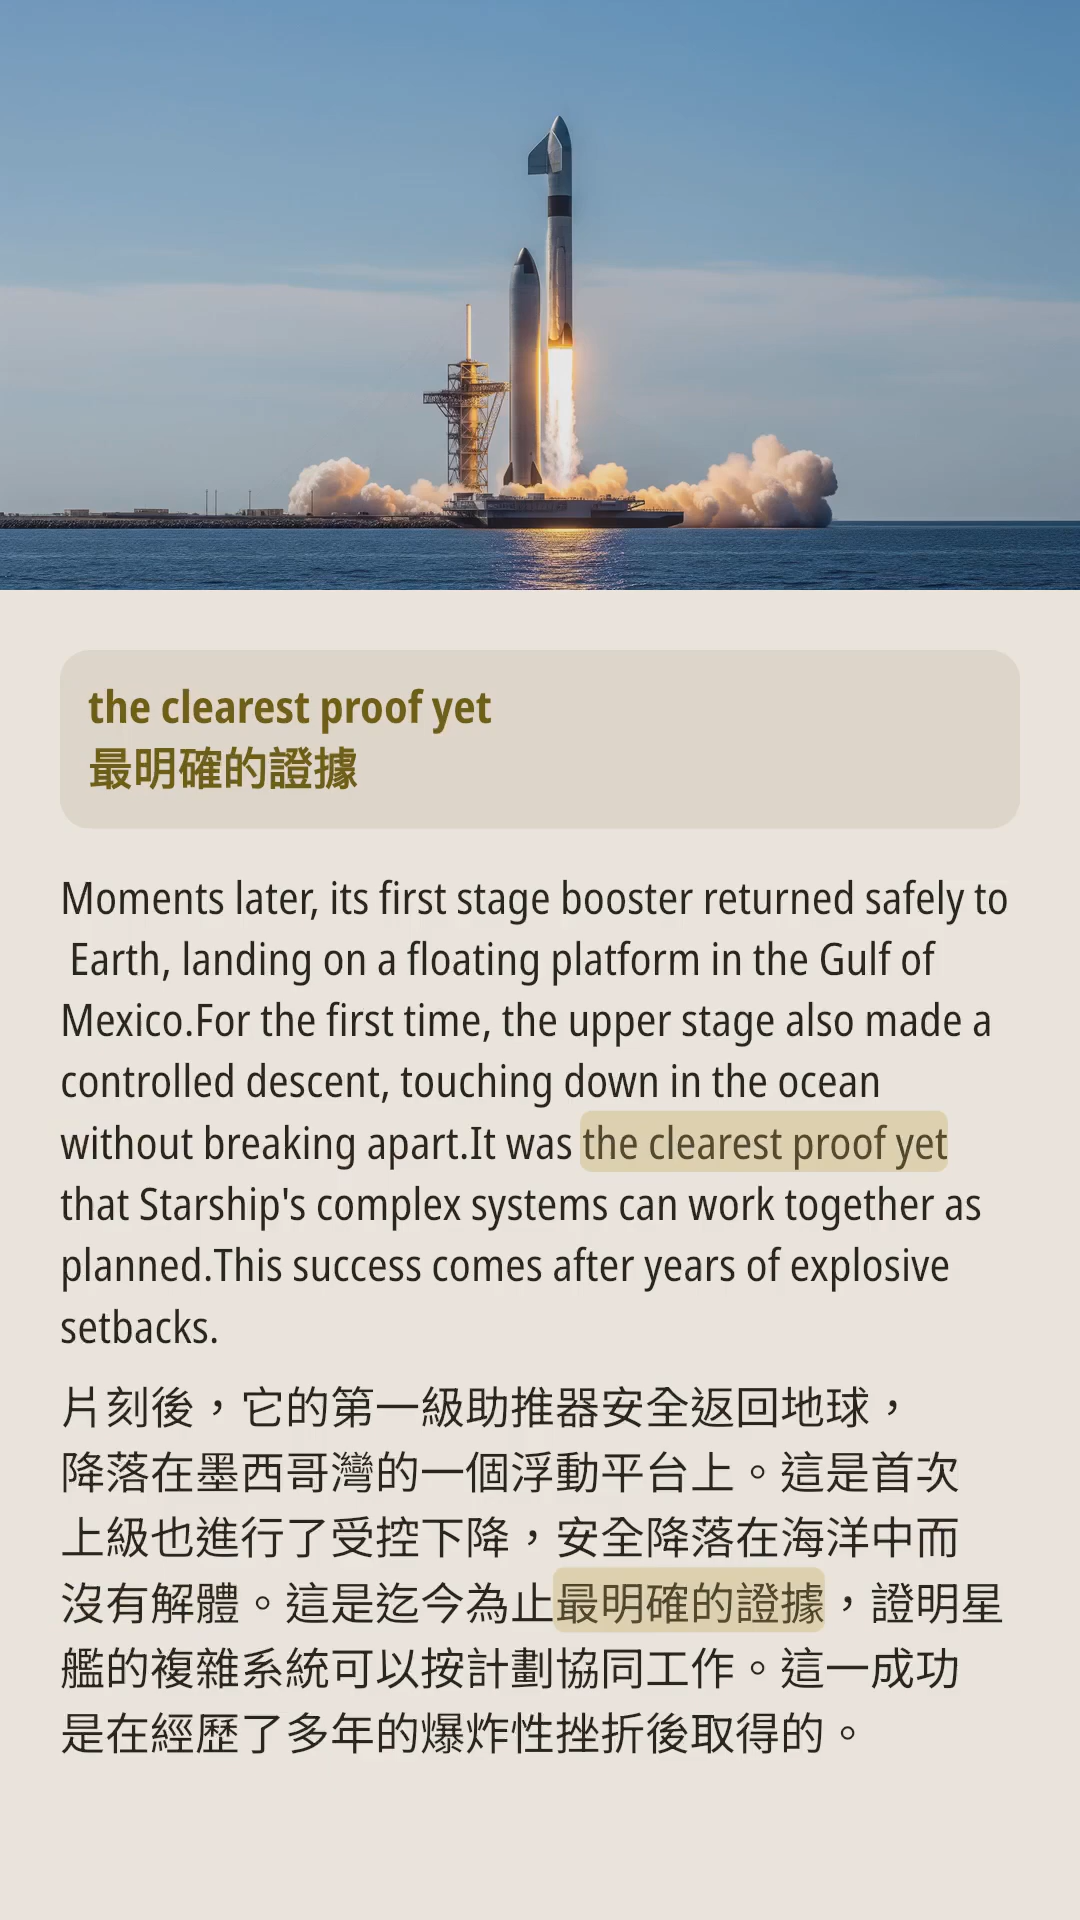 the clearest proof yet
最明確的證據
Moments later, its first stage booster returned safely to
Earth, landing on a floating platform in the Gulf of
Mexico.For the first time, the upper stage also made a
controlled descent, touching down in the ocean
without breaking apart.It was the clearest proof yet
that Starship's complex systems can work together as
planned.This success comes after years of explosive
setbacks.
片刻後，它的第一級助推器安全返回地球，
降落在墨西哥灣的一個浮動平台上。這是首次
上級也進行了受控下降，安全降落在海洋中而
沒有解體。這是迄今為止最明確的證據，證明星
艦的複雜系統可以按計劃協同工作。這一成功
是在經歷了多年的爆炸性挫折後取得的。